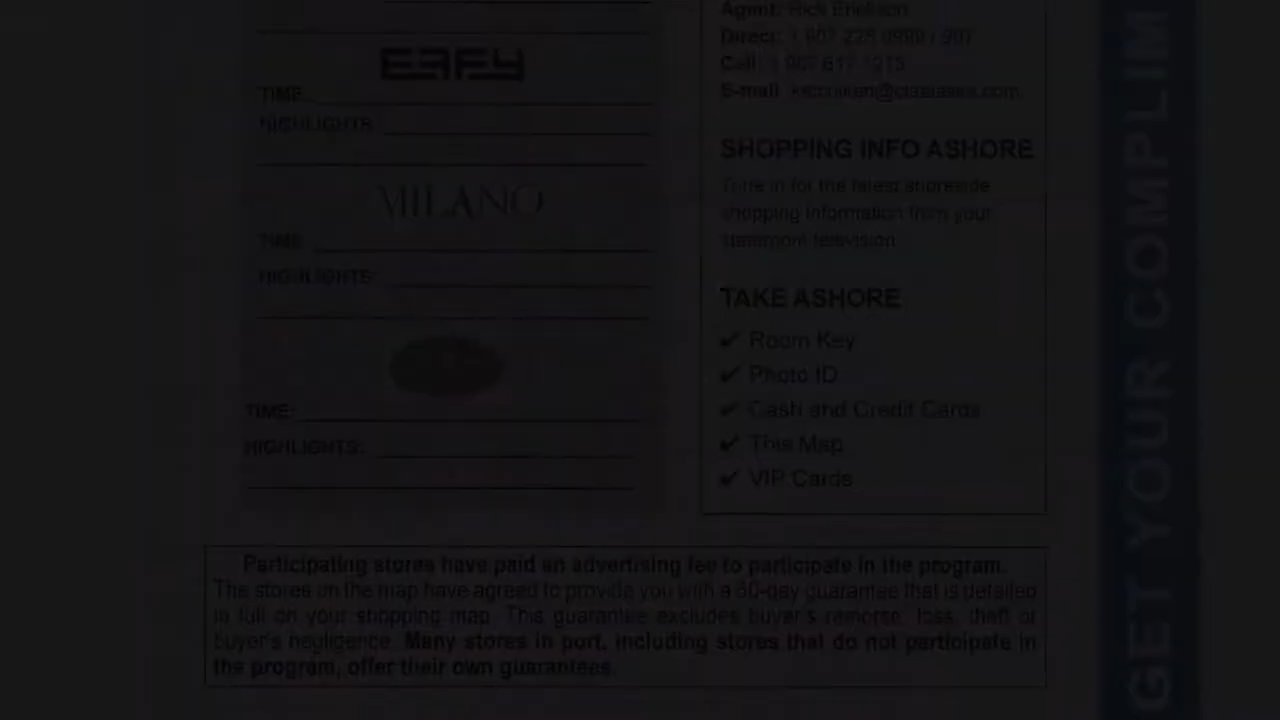 Agent: Rick Erickson
Direct:
Cell:
E-mail:
EFFY
TIME:
HIGHLIGHTS:
MILANO
TIME:
HIGHLIGHTS:
TIME:
HIGHLIGHTS:
SHOPPING INFO ASHORE
Tune in for the latest shoreside
shopping information from your
stateroom television.
TAKE ASHORE
✔ Room Key
✔ Photo ID
✔ Cash and Credit Cards
✔ This Map
✔ VIP Cards
Participating stores have paid an advertising fee to participate in the program.
The stores on the map have agreed to provide you with a 60-day guarantee that is detailed
in full on your shopping map. This guarantee excludes buyer's remorse, loss, theft or
buyer's negligence. Many stores in port, including stores that do not participate in
the program, offer their own guarantees.
GET YOUR COMPLIM